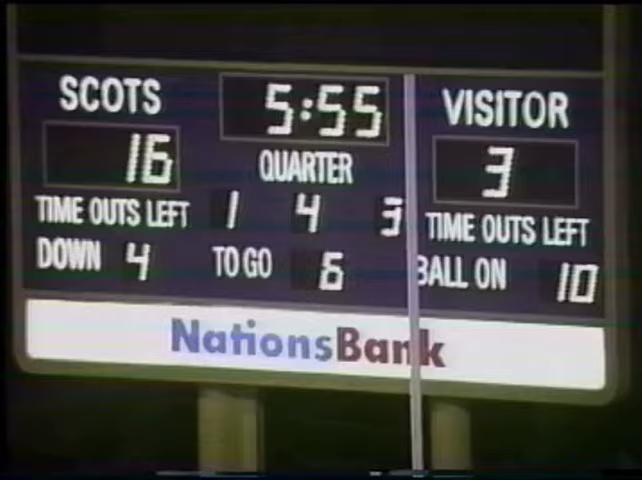 SCOTS 5:55 VISITOR
16 QUARTER 3
TIME OUTS LEFT 1 4 3 TIME OUTS LEFT
DOWN 4 TO GO 6 BALL ON 10
NationsBank